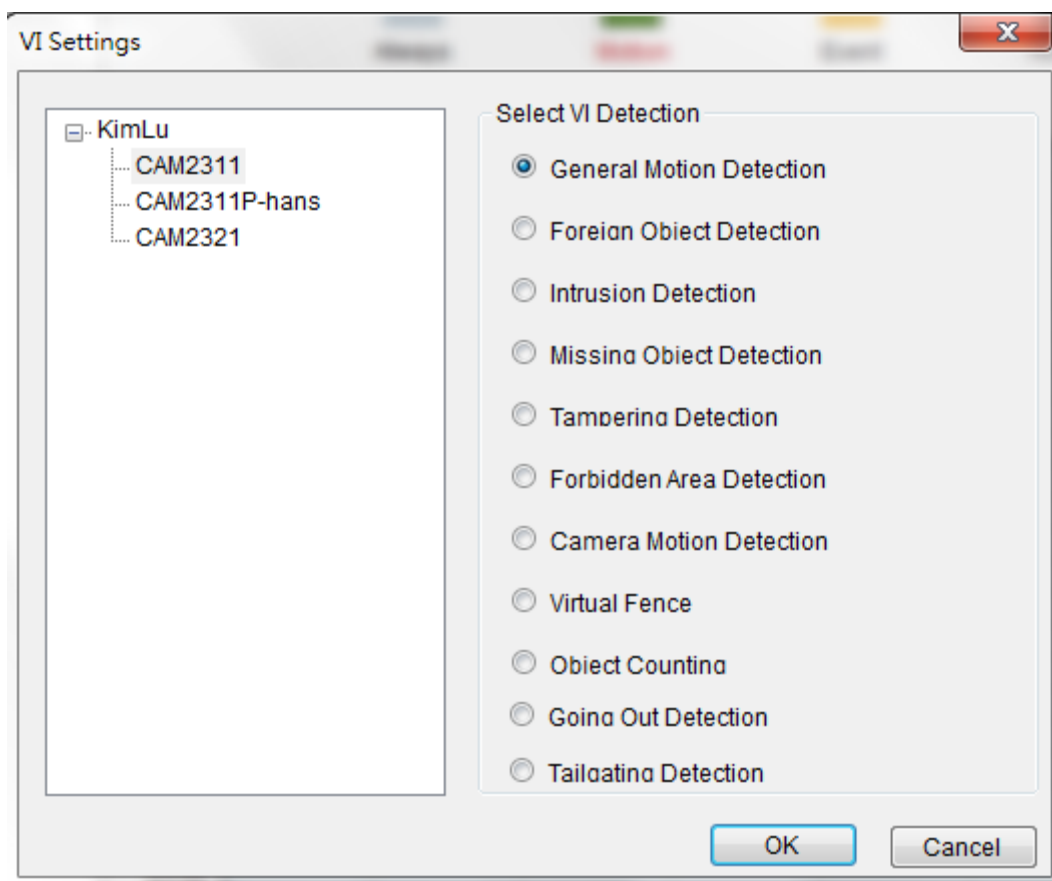 VI Settings
KimLu
CAM2311
CAM2311P-hans
CAM2321
Select VI Detection
General Motion Detection
Foreign Object Detection
Intrusion Detection
Missing Object Detection
Tampering Detection
Forbidden Area Detection
Camera Motion Detection
Virtual Fence
Object Counting
Going Out Detection
Tailgating Detection
OK
Cancel